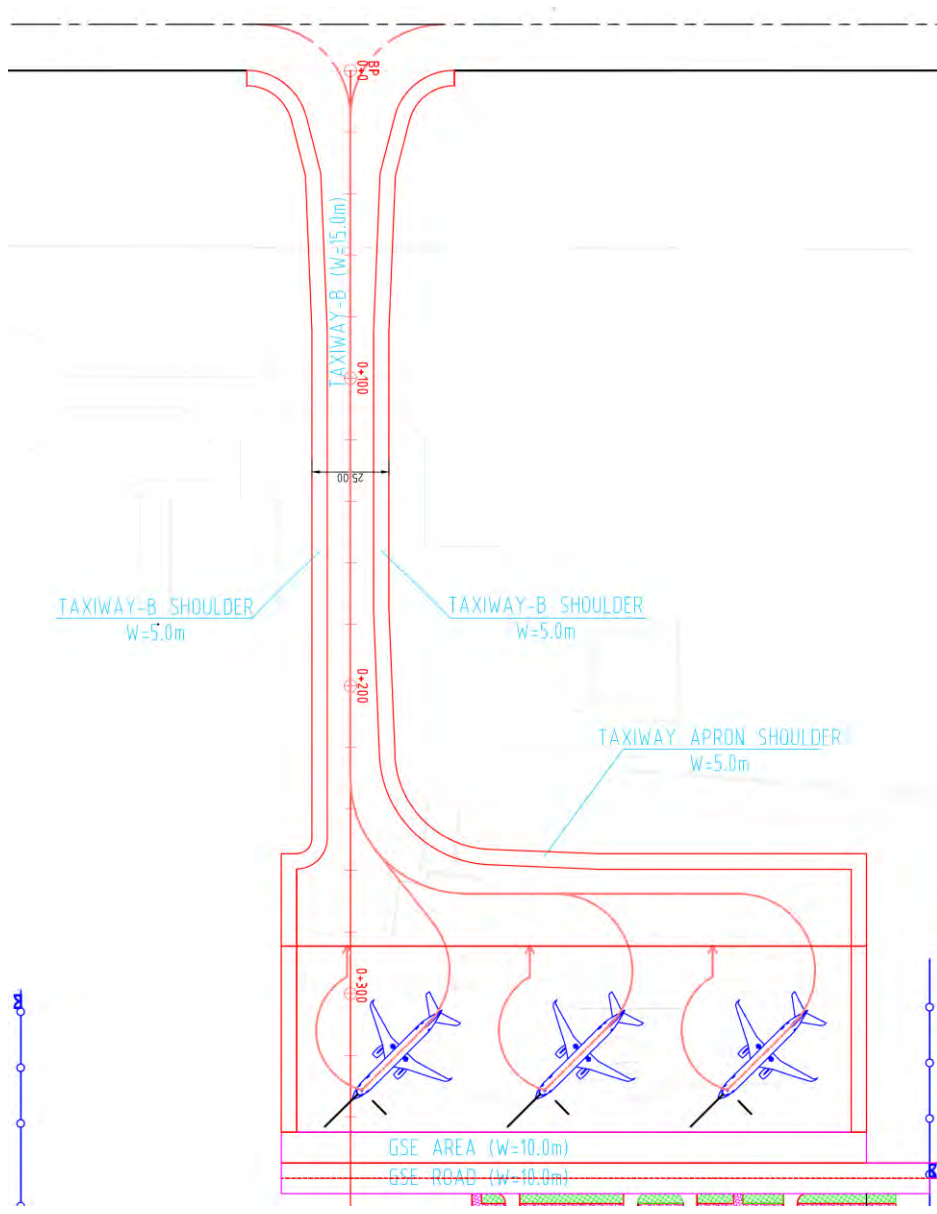 BP
0+0
TAXIWAY-B (W=15.0m)
0+100
25.00
TAXIWAY-B SHOULDER
W=5.0m
TAXIWAY-B SHOULDER
W=5.0m
0+200
TAXIWAY APRON SHOULDER
W=5.0m
0+300
GSE AREA (W=10.0m)
GSE ROAD (W=10.0m)